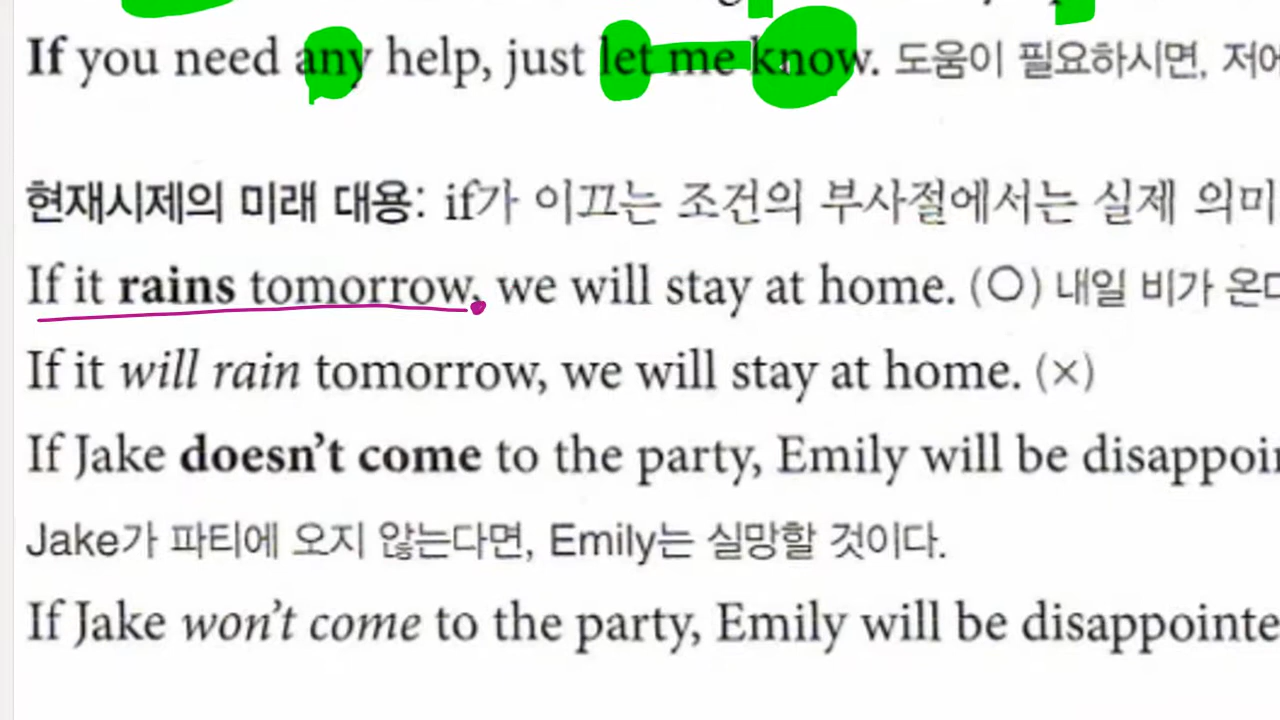 If you need any help, just let me know. 도움이 필요하시면, 저에
현재시제의 미래 대용: if가 이끄는 조건의 부사절에서는 실제 의미
If it rains tomorrow, we will stay at home. (○) 내일 비가 온다
If it will rain tomorrow, we will stay at home. (×)
If Jake doesn't come to the party, Emily will be disappoin
Jake가 파티에 오지 않는다면, Emily는 실망할 것이다.
If Jake won't come to the party, Emily will be disappointe